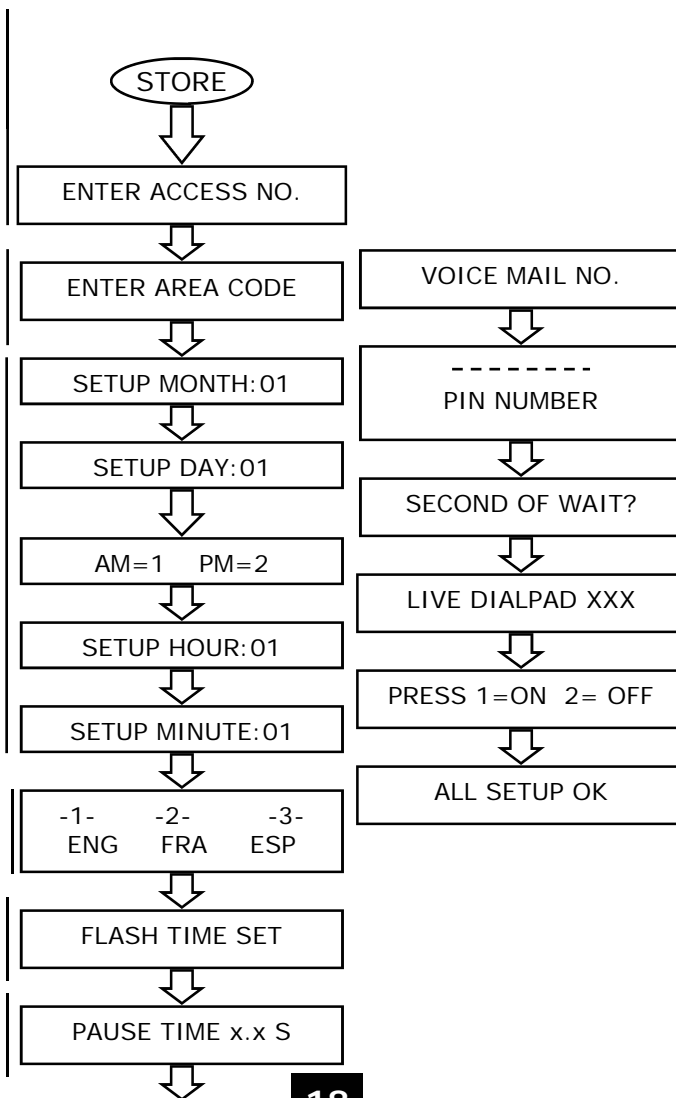 STORE
ENTER ACCESS NO.
ENTER AREA CODE
SETUP MONTH:01
SETUP DAY:01
AM=1 PM=2
SETUP HOUR:01
SETUP MINUTE:01
-1- -2- -3-
ENG FRA ESP
FLASH TIME SET
PAUSE TIME x.x S
VOICE MAIL NO.
--------
PIN NUMBER
SECOND OF WAIT?
LIVE DIALPAD XXX
PRESS 1=ON 2= OFF
ALL SETUP OK
18